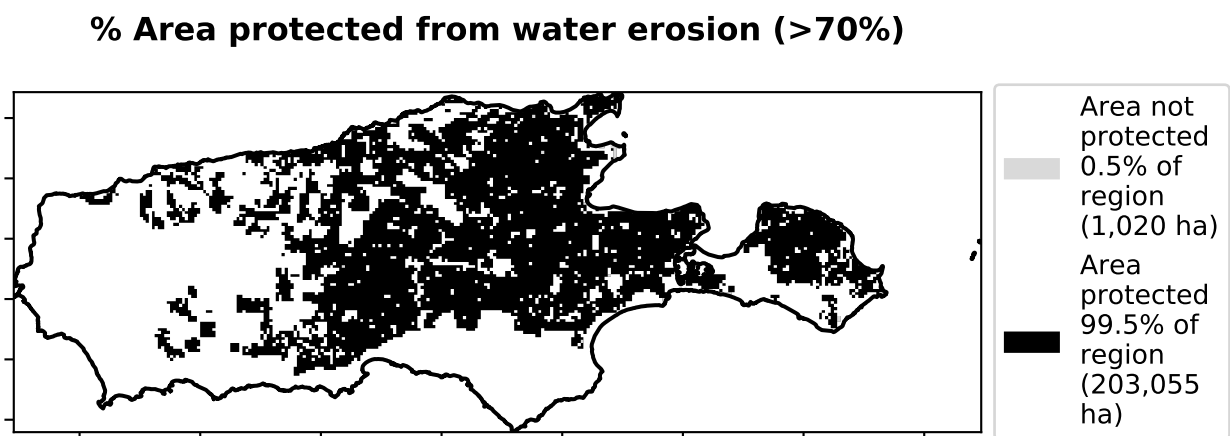 % Area protected from water erosion (>70%)
Area not
protected
0.5% of
region
(1,020 ha)
Area
protected
99.5% of
region
(203,055
ha)